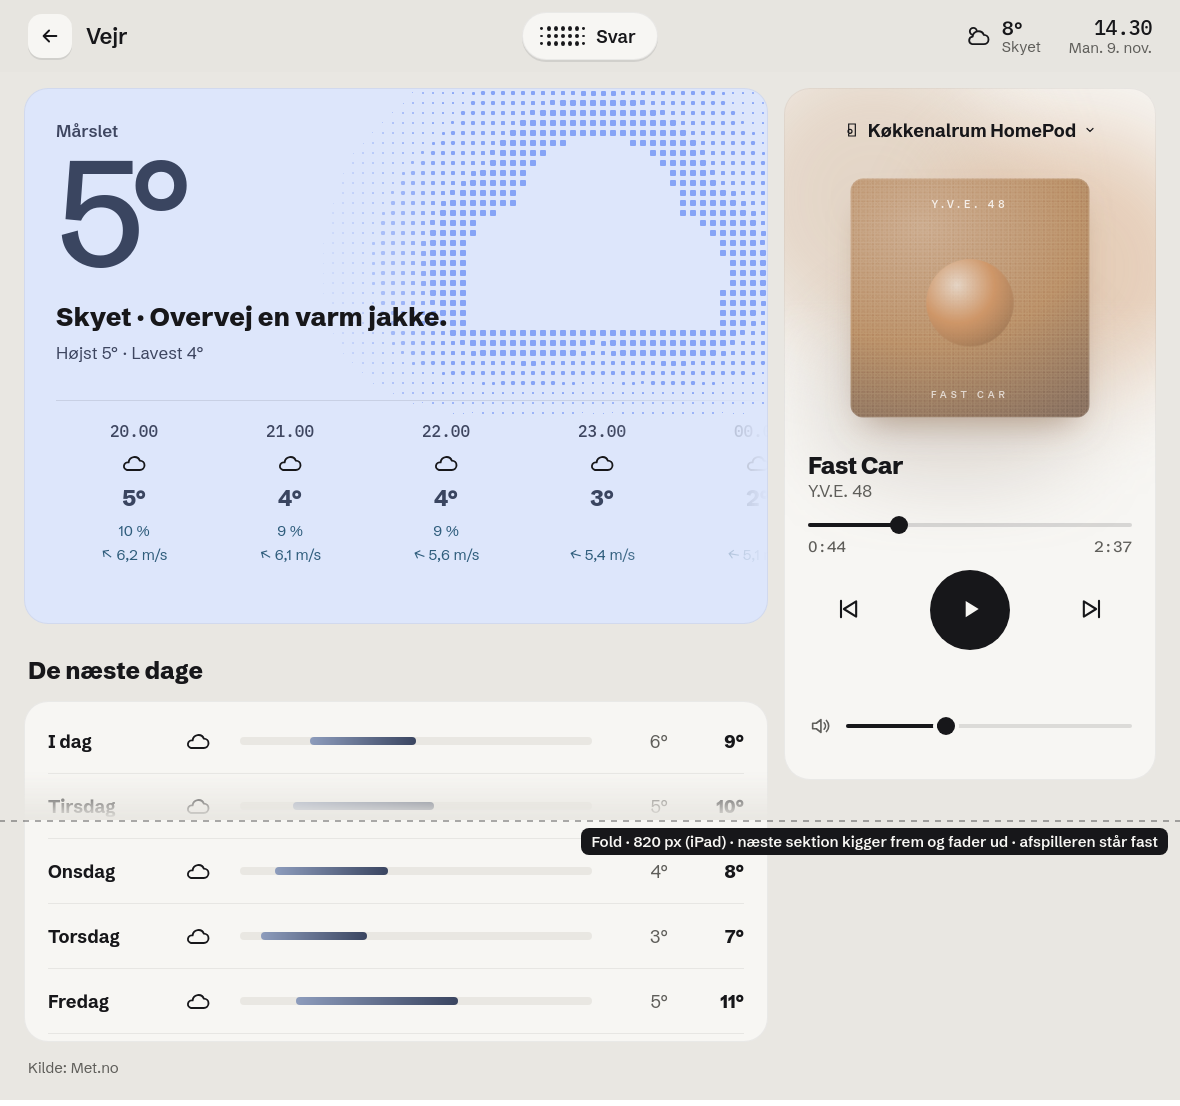 Vejr
Svar
8°
Skyet
14.30
Man. 9. nov.
Mårslet
5°
Skyet · Overvej en varm jakke.
Højst 5° · Lavest 4°
20.00 21.00 22.00 23.00 00.
5° 4° 4° 3° 2°
10 % 9 % 9 %
6,2 m/s 6,1 m/s 5,6 m/s 5,4 m/s 5,1
De næste dage
I dag 6° 9°
Tirsdag 5° 10°
Onsdag 4° 8°
Torsdag 3° 7°
Fredag 5° 11°
Kilde: Met.no
Køkkenalrum HomePod
Y.V.E. 48
FAST CAR
Fast Car
Y.V.E. 48
0:44 2:37
Fold · 820 px (iPad) · næste sektion kigger frem og fader ud · afspilleren står fast